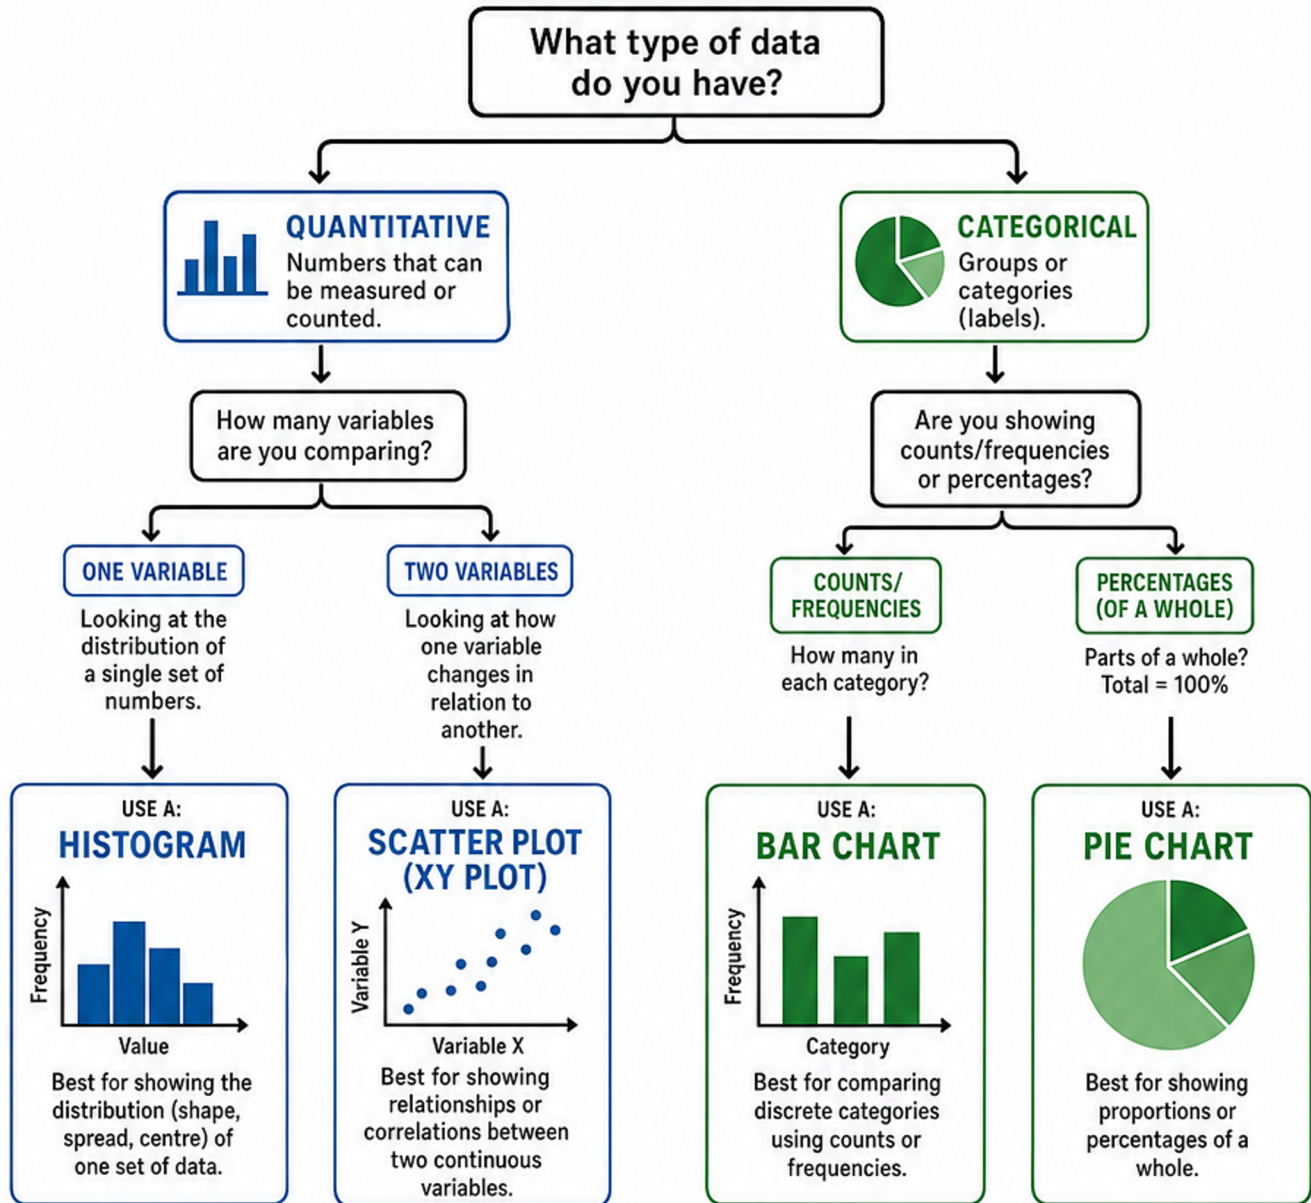 What type of data
do you have?
QUANTITATIVE
Numbers that can
be measured or
counted.
CATEGORICAL
Groups or
categories
(labels).
How many variables
are you comparing?
Are you showing
counts/frequencies
or percentages?
ONE VARIABLE
Looking at the
distribution of
a single set of
numbers.
TWO VARIABLES
Looking at how
one variable
changes in
relation to
another.
COUNTS/
FREQUENCIES
How many in
each category?
PERCENTAGES
(OF A WHOLE)
Parts of a whole?
Total = 100%
USE A:
HISTOGRAM
Frequency
Value
Best for showing the
distribution (shape,
spread, centre) of
one set of data.
USE A:
SCATTER PLOT
(XY PLOT)
Variable Y
Variable X
Best for showing
relationships or
correlations between
two continuous
variables.
USE A:
BAR CHART
Frequency
Category
Best for comparing
discrete categories
using counts or
frequencies.
USE A:
PIE CHART
Best for showing
proportions or
percentages of a
whole.